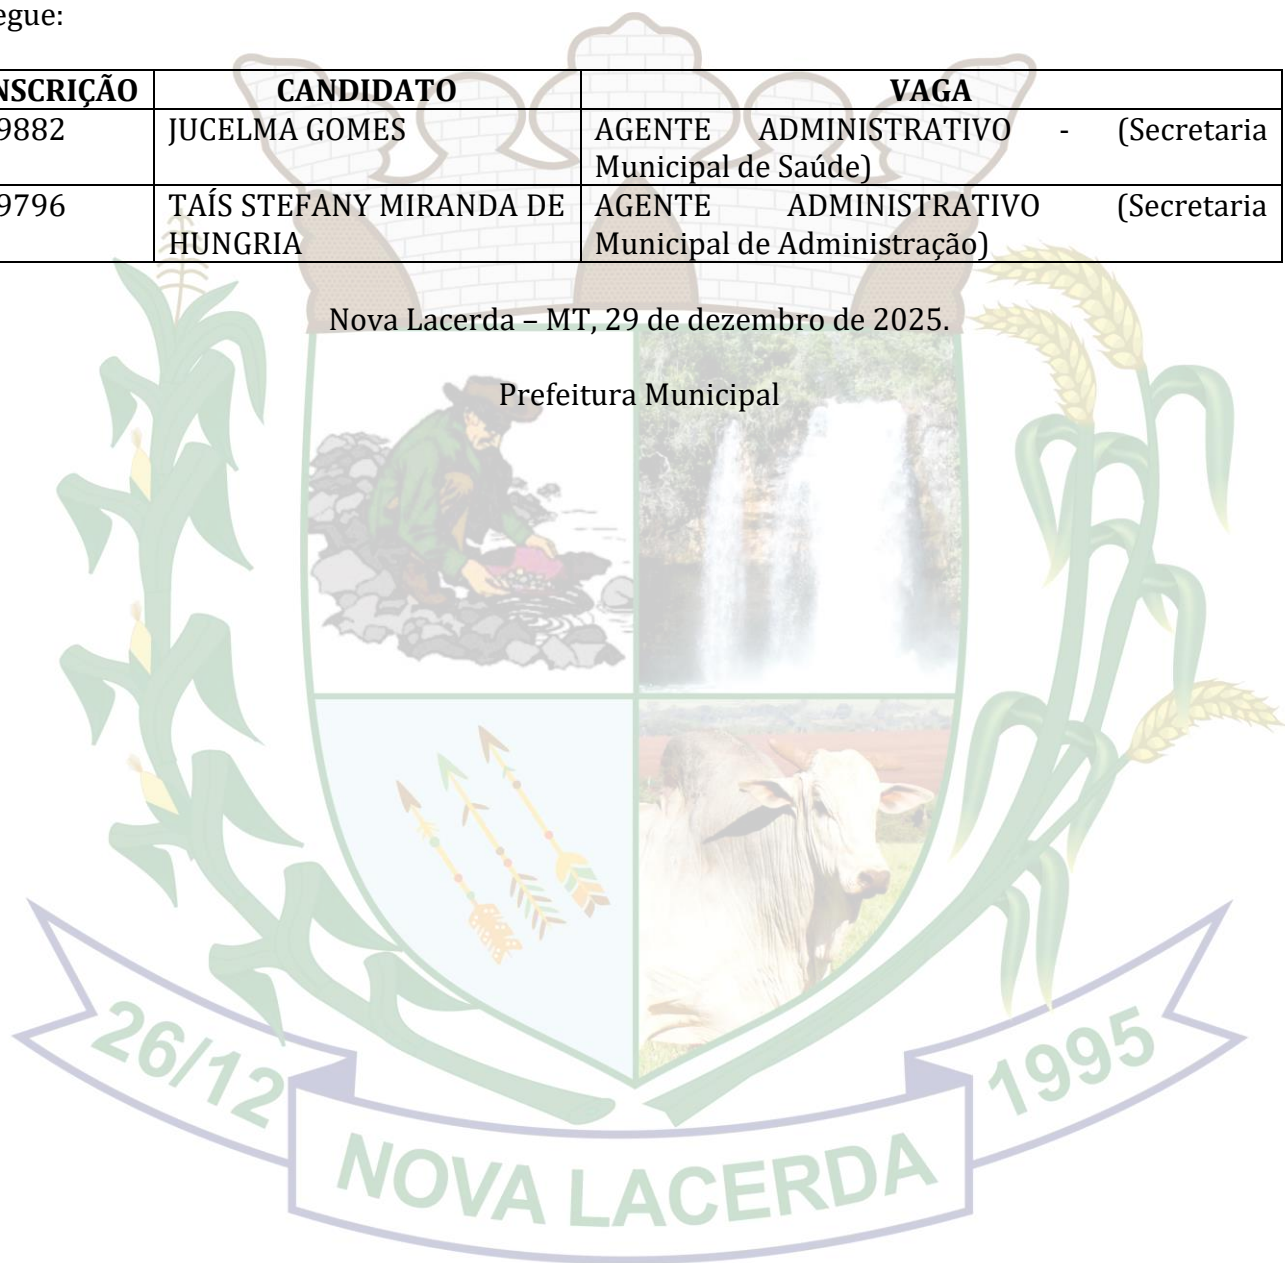 egue:
NSCRIÇÃO CANDIDATO VAGA
9882 JUCELMA GOMES AGENTE ADMINISTRATIVO - (Secretaria
Municipal de Saúde)
9796 TAÍS STEFANY MIRANDA DE AGENTE ADMINISTRATIVO (Secretaria
HUNGRIA Municipal de Administração)
Nova Lacerda – MT, 29 de dezembro de 2025.
Prefeitura Municipal
26/12 1995
NOVA LACERDA